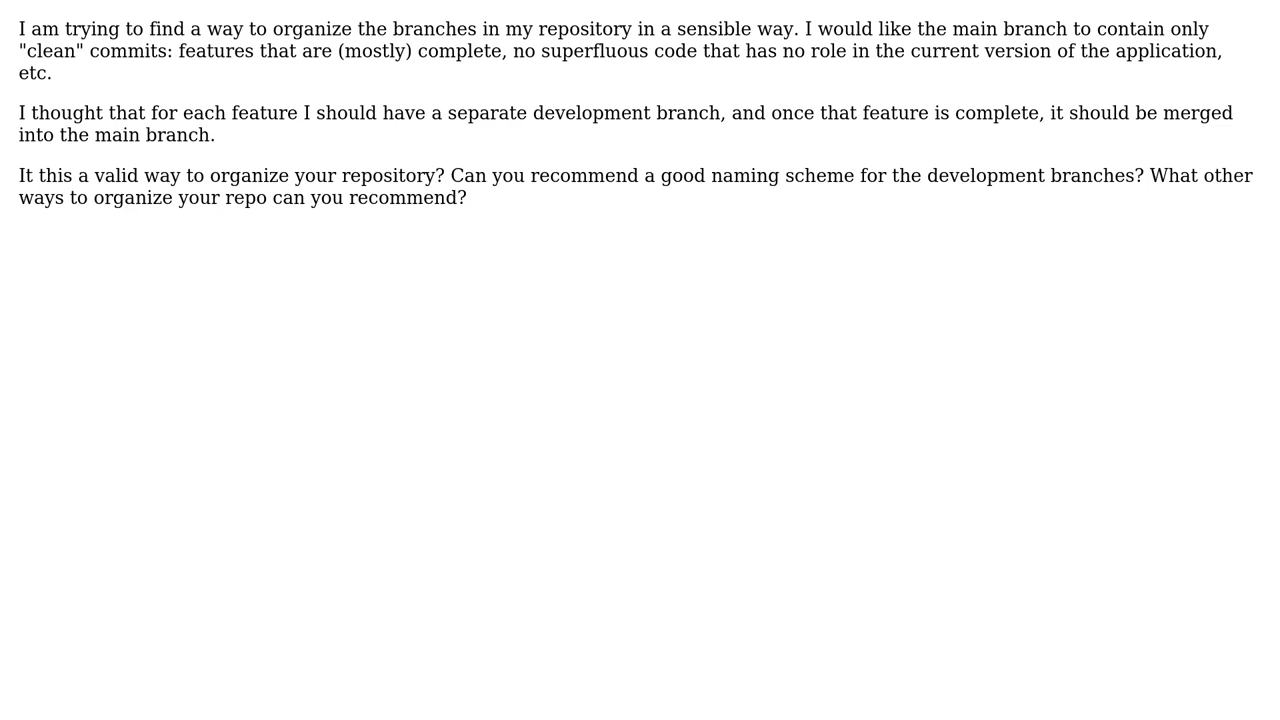 I am trying to find a way to organize the branches in my repository in a sensible way. I would like the main branch to contain only
"clean" commits: features that are (mostly) complete, no superfluous code that has no role in the current version of the application,
etc.
I thought that for each feature I should have a separate development branch, and once that feature is complete, it should be merged
into the main branch.
It this a valid way to organize your repository? Can you recommend a good naming scheme for the development branches? What other
ways to organize your repo can you recommend?